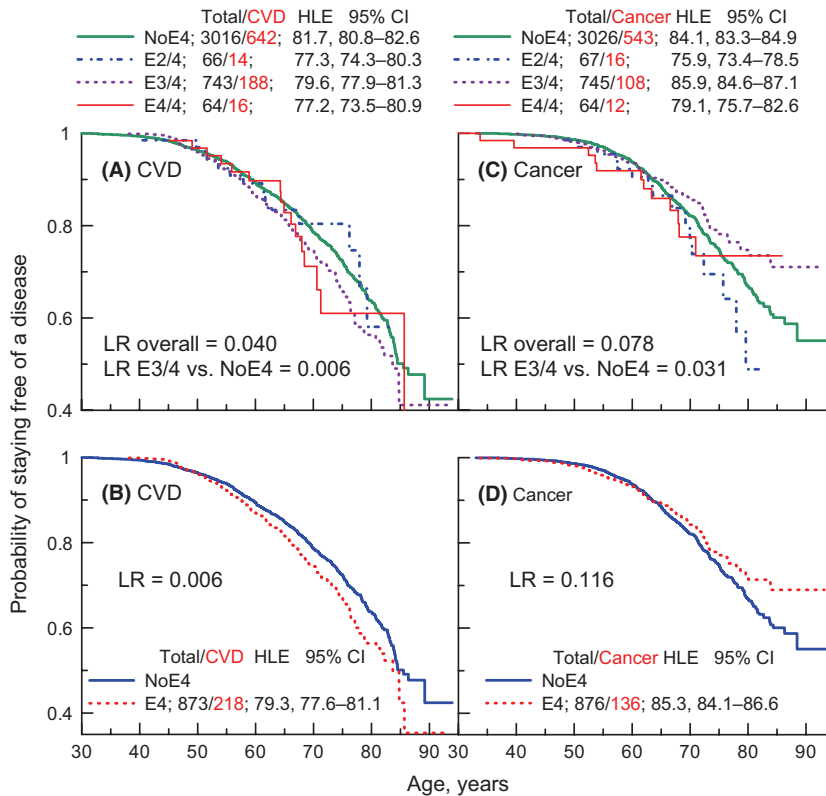 Total/CVD HLE 95% CI
NoE4; 3016/642; 81.7, 80.8–82.6
E2/4; 66/14; 77.3, 74.3–80.3
E3/4; 743/188; 79.6, 77.9–81.3
E4/4; 64/16; 77.2, 73.5–80.9
Total/Cancer HLE 95% CI
NoE4; 3026/543; 84.1, 83.3–84.9
E2/4; 67/16; 75.9, 73.4–78.5
E3/4; 745/108; 85.9, 84.6–87.1
E4/4; 64/12; 79.1, 75.7–82.6
Probability of staying free of a disease
1
0.8
0.6
0.4
(A) CVD
LR overall = 0.040
LR E3/4 vs. NoE4 = 0.006
(C) Cancer
LR overall = 0.078
LR E3/4 vs. NoE4 = 0.031
1
0.8
0.6
0.4
(B) CVD
LR = 0.006
Total/CVD HLE 95% CI
NoE4
E4; 873/218; 79.3, 77.6–81.1
(D) Cancer
LR = 0.116
Total/Cancer HLE 95% CI
NoE4
E4; 876/136; 85.3, 84.1–86.6
30 40 50 60 70 80 90 30 40 50 60 70 80 90
Age, years